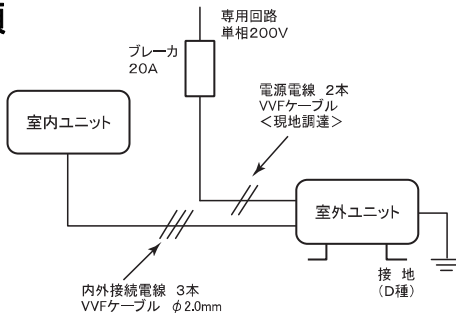 専用回路
単相200V
ブレーカ
20A
電源電線 2本
VVFケーブル
<現地調達>
室内ユニット
室外ユニット
接 地
(D種)
内外接続電線 3本
VVFケーブル φ2.0mm